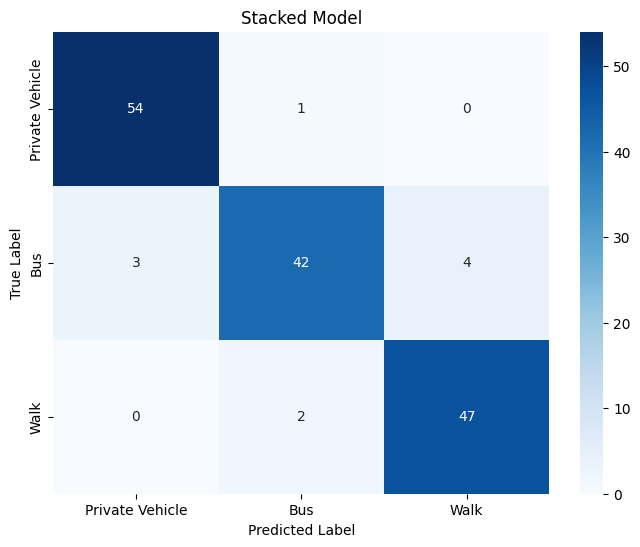 Stacked Model
Private Vehicle
Bus
Walk
True Label
54 1 0
3 42 4
0 2 47
Private Vehicle Bus Walk
Predicted Label
50
40
30
20
10
0